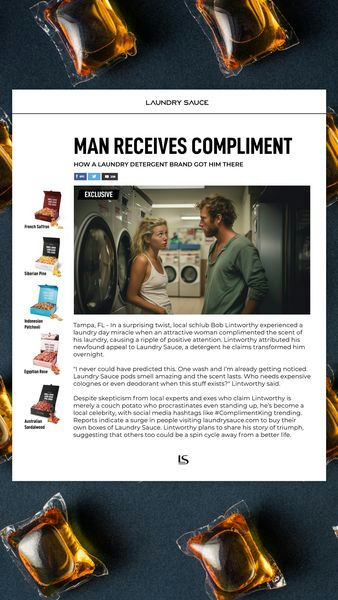 LAUNDRY SAUCE
MAN RECEIVES COMPLIMENT
HOW A LAUNDRY DETERGENT BRAND GOT HIM THERE
EXCLUSIVE
French Saffron
Siberian Pine
Indonesian
Patchouli
Egyptian Rose
Australian
Sandalwood
Tampa, FL - In a surprising twist, local schlub Bob Lintworthy experienced a
laundry day miracle when an attractive woman complimented the scent of
his laundry, causing a ripple of positive attention. Lintworthy attributed his
newfound appeal to Laundry Sauce, a detergent he claims transformed him
overnight.
"I never could have predicted this. One wash and I'm already getting noticed.
Laundry Sauce pods smell amazing and the scent lasts. Who needs expensive
colognes or even deodorant when this stuff exists?" Lintworthy said.
Despite skepticism from local experts and exes who claim Lintworthy is
merely a couch potato who procrastinates even standing up, he's become a
local celebrity, with social media hashtags like #ComplimentKing trending.
Reports indicate a surge in people visiting laundrysauce.com to buy their
own boxes of Laundry Sauce. Lintworthy plans to share his story of triumph,
suggesting that others too could be a spin cycle away from a better life.
LS